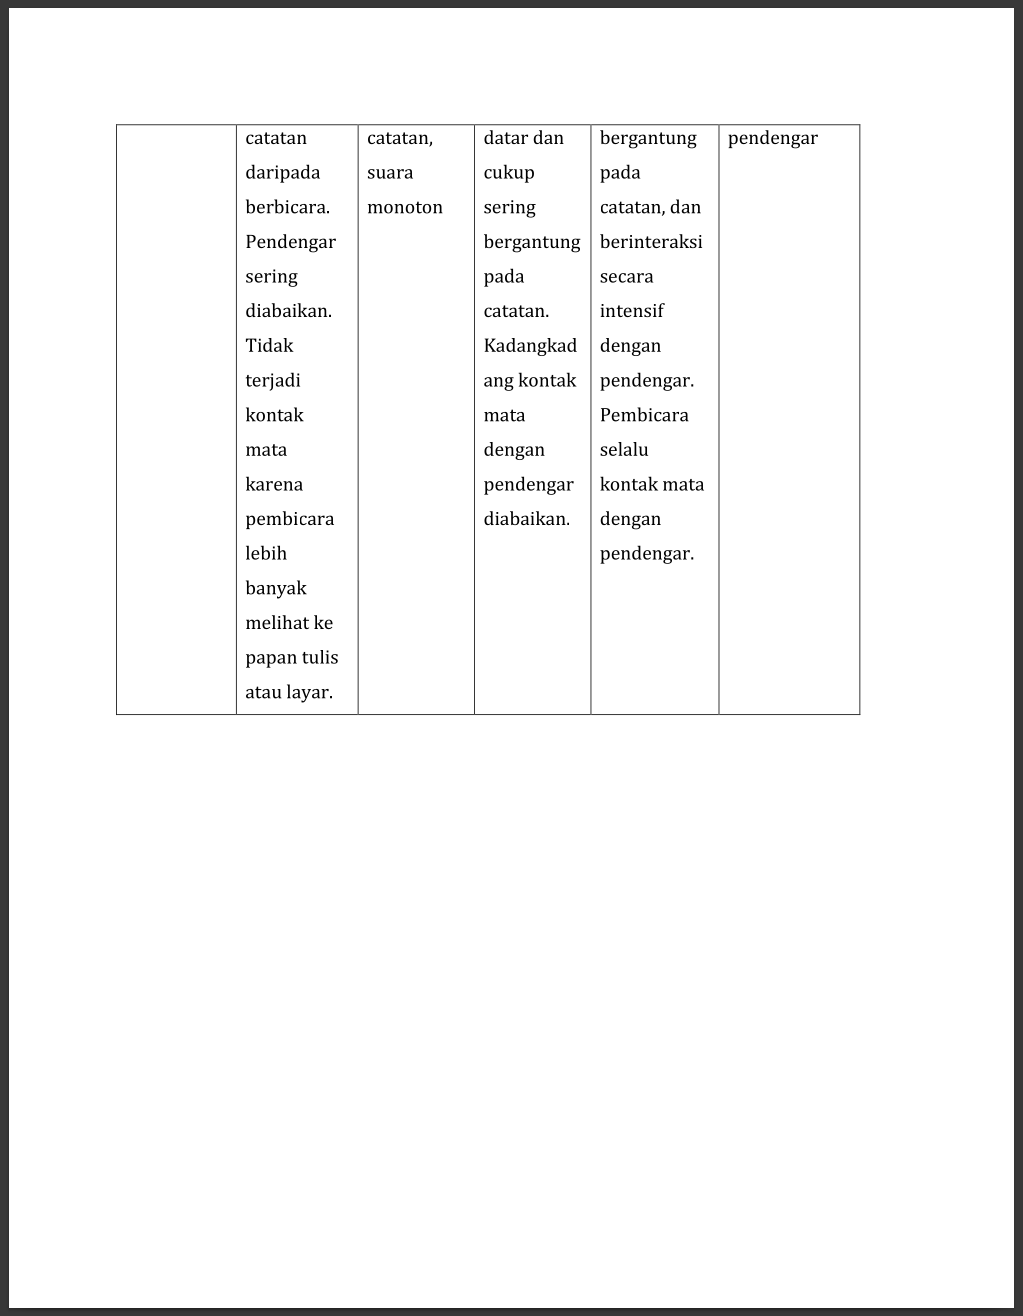 catatan
daripada
berbicara.
Pendengar
sering
diabaikan.
Tidak
terjadi
kontak
mata
karena
pembicara
lebih
banyak
melihat ke
papan tulis
atau layar.
catatan,
suara
monoton
datar dan
cukup
sering
bergantung
pada
catatan.
Kadangkad
ang kontak
mata
dengan
pendengar
diabaikan.
bergantung
pada
catatan, dan
berinteraksi
secara
intensif
dengan
pendengar.
Pembicara
selalu
kontak mata
dengan
pendengar.
pendengar